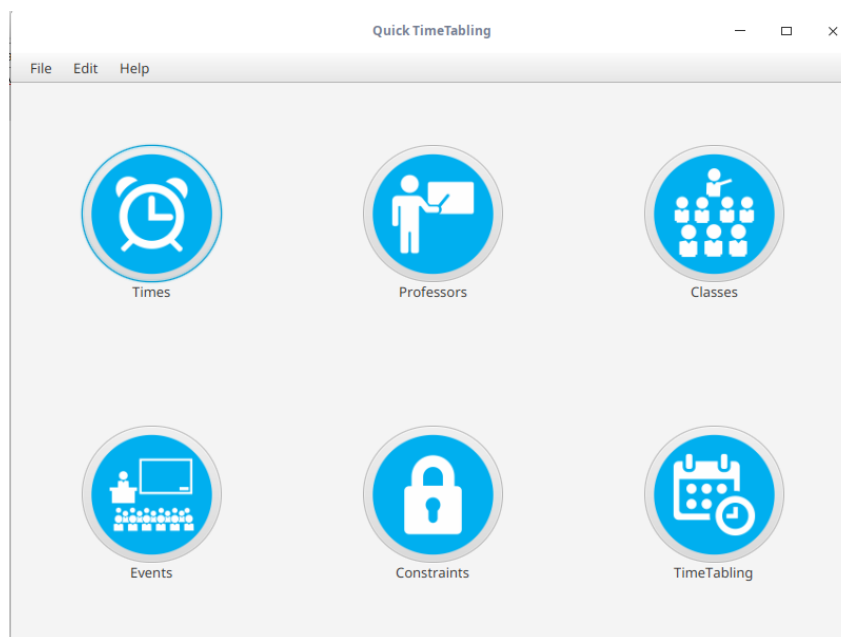 Quick TimeTabling
File Edit Help
Times Professors Classes
Events Constraints TimeTabling